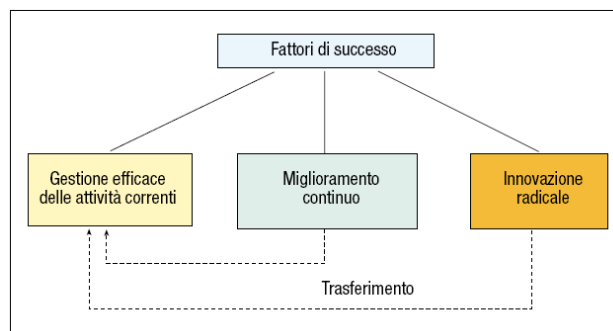 Fattori di successo
Gestione efficace
delle attività correnti
Miglioramento
continuo
Innovazione
radicale
Trasferimento